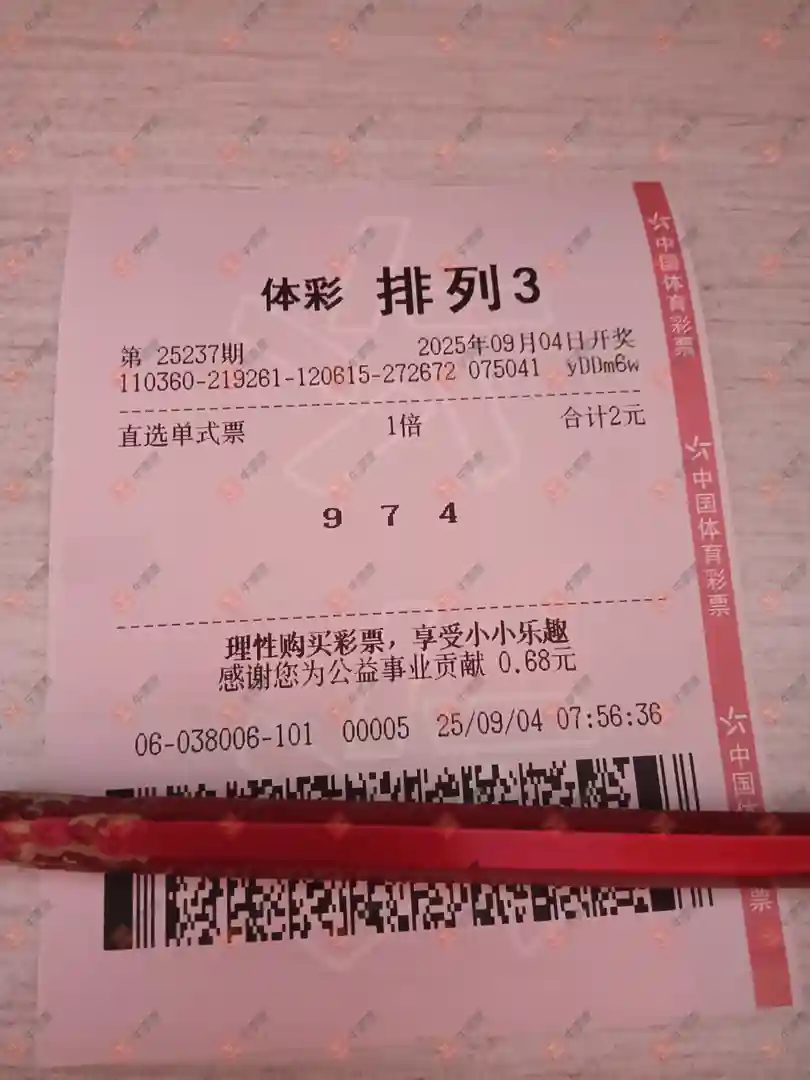 体彩 排列3
第 25237期 2025年09月04日开奖
110360-219261-120615-272672 075041 yDDm6w
直选单式票 1倍 合计2元
9 7 4
理性购买彩票，享受小小乐趣
感谢您为公益事业贡献 0.68元
06-038006-101 00005 25/09/04 07:56:36
中国体育彩票
中国体育彩票
中国体
票